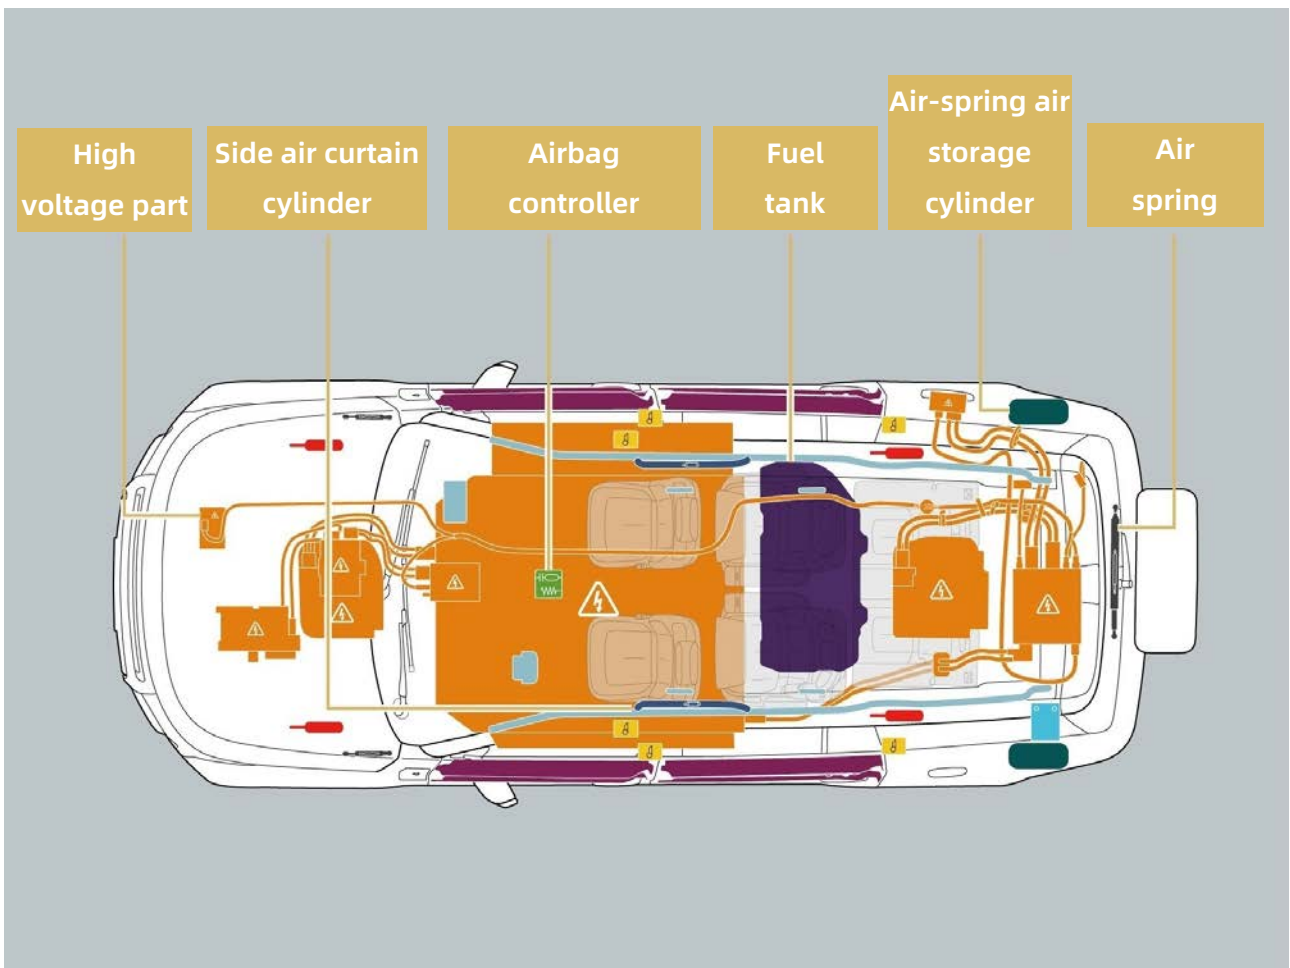 High
voltage part
Side air curtain
cylinder
Airbag
controller
Fuel
tank
Air-spring air
storage
cylinder
Air
spring